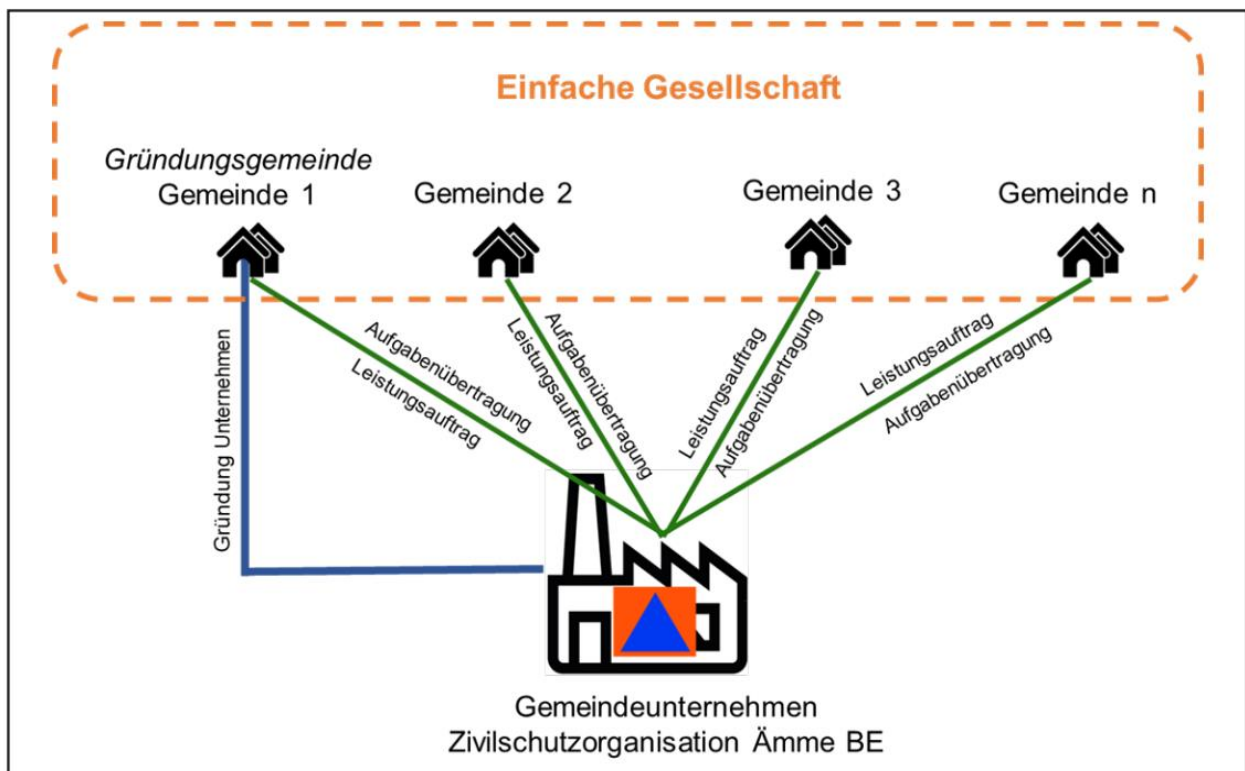 Einfache Gesellschaft
Gründungsgemeinde
Gemeinde 1
Gemeinde 2
Gemeinde 3
Gemeinde n
Gründung Unternehmen
Aufgabenübertragung
Leistungsauftrag
Aufgabenübertragung
Leistungsauftrag
Leistungsauftrag
Aufgabenübertragung
Leistungsauftrag
Aufgabenübertragung
Gemeindeunternehmen
Zivilschutzorganisation Ämme BE